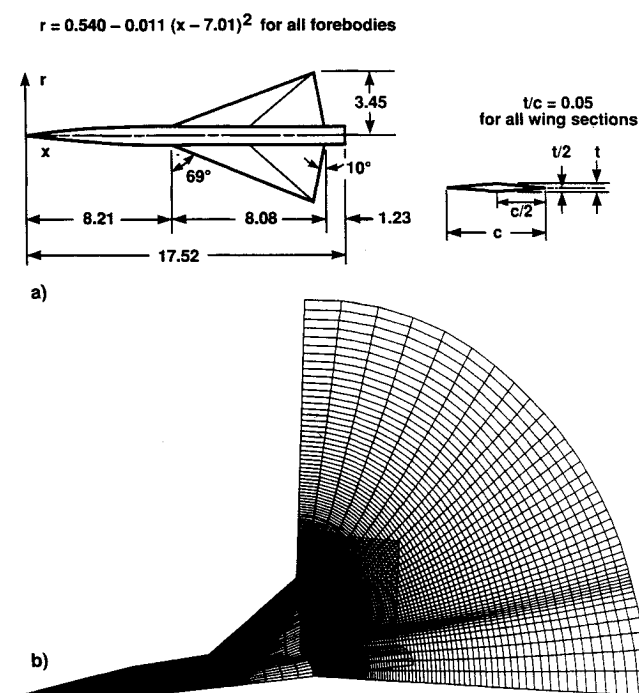 r = 0.540 – 0.011 (x – 7.01)² for all forebodies
r
3.45
x
69°
10°
8.21
8.08
1.23
17.52
t/c = 0.05
for all wing sections
t/2
t
c/2
c
a)
b)